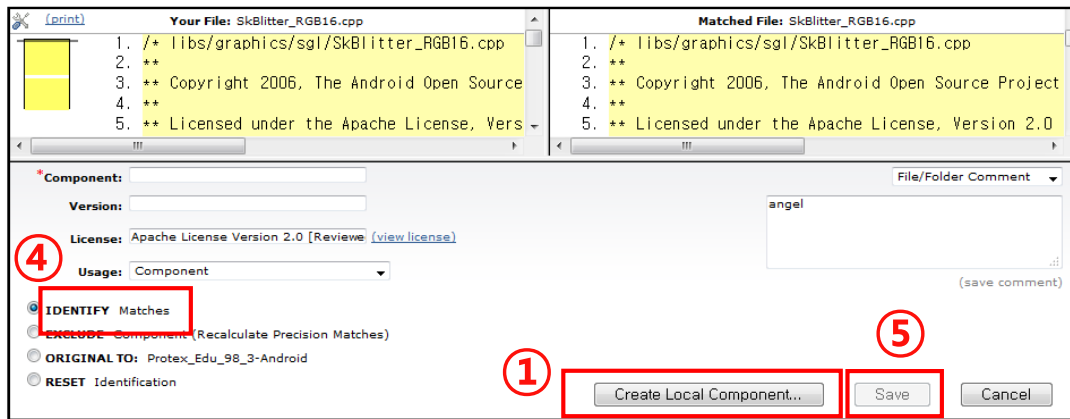 (print) Your File: SkBlitter_RGB16.cpp
1. /* libs/graphics/sgl/SkBlitter_RGB16.cpp
2. **
3. ** Copyright 2006, The Android Open Source
4. **
5. ** Licensed under the Apache License, Vers
Matched File: SkBlitter_RGB16.cpp
1. /* libs/graphics/sgl/SkBlitter_RGB16.cpp
2. **
3. ** Copyright 2006, The Android Open Source Project
4. **
5. ** Licensed under the Apache License, Version 2.0
*Component:
File/Folder Comment
Version:
angel
License: Apache License Version 2.0 [Reviewe (view license)
④
Usage: Component
(save comment)
IDENTIFY Matches
EXCLUDE Component (Recalculate Precision Matches)
ORIGINAL TO: Protex_Edu_98_3-Android
RESET Identification
① ⑤
Create Local Component... Save Cancel